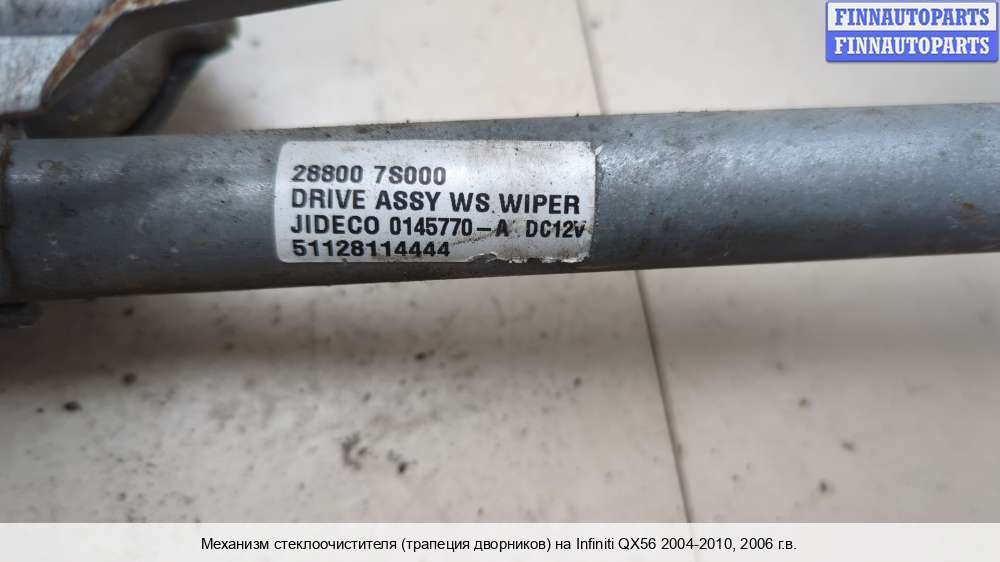 FINNAUTOPARTS
FINNAUTOPARTS
28800 7S000
DRIVE ASSY WS WIPER
JIDECO 0145770-A DC12V
51128114444
Механизм стеклоочистителя (трапеция дворников) на Infiniti QX56 2004-2010, 2006 г.в.